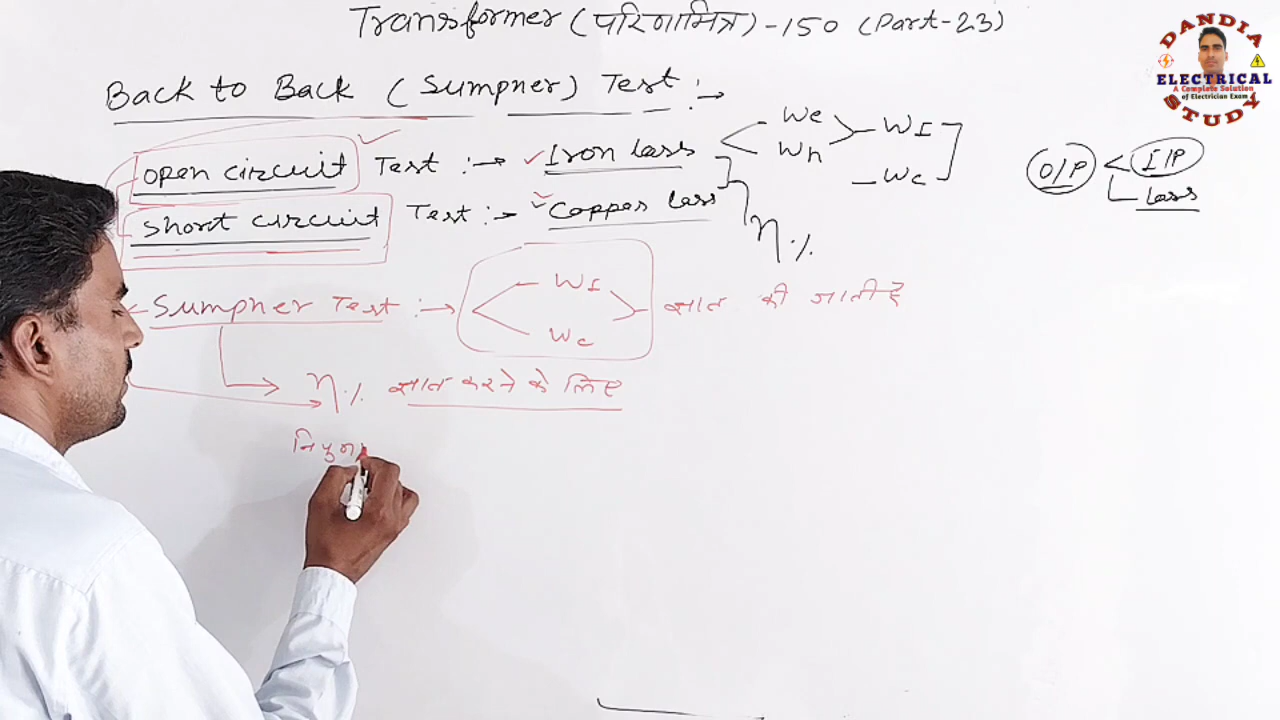 Transformer (परिणामित्र) - 150 (Part-23)
DANDIA
ELECTRICAL
A Complete Solution
of Electrician Exam
STUDY
Back to Back (Sumpner) Test :→
open circuit Test :→ Iron loss
We
Wh
WI
Wc
O/P
I/P
Loss
short circuit Test :→ Copper loss
η%
Sumpner Test :→
WI
Wc
ज्ञात की जाती है
η% ज्ञात करने के लिए